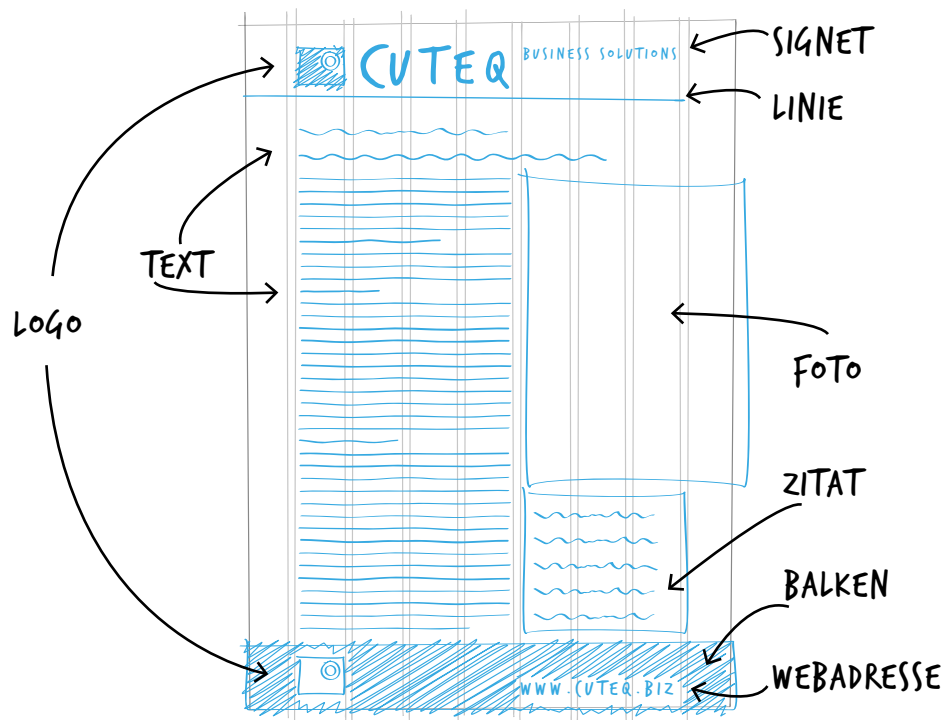 CUTEQ BUSINESS SOLUTIONS
SIGNET
LINIE
TEXT
LOGO
FOTO
ZITAT
BALKEN
WEBADRESSE
WWW.CUTEQ.BIZ